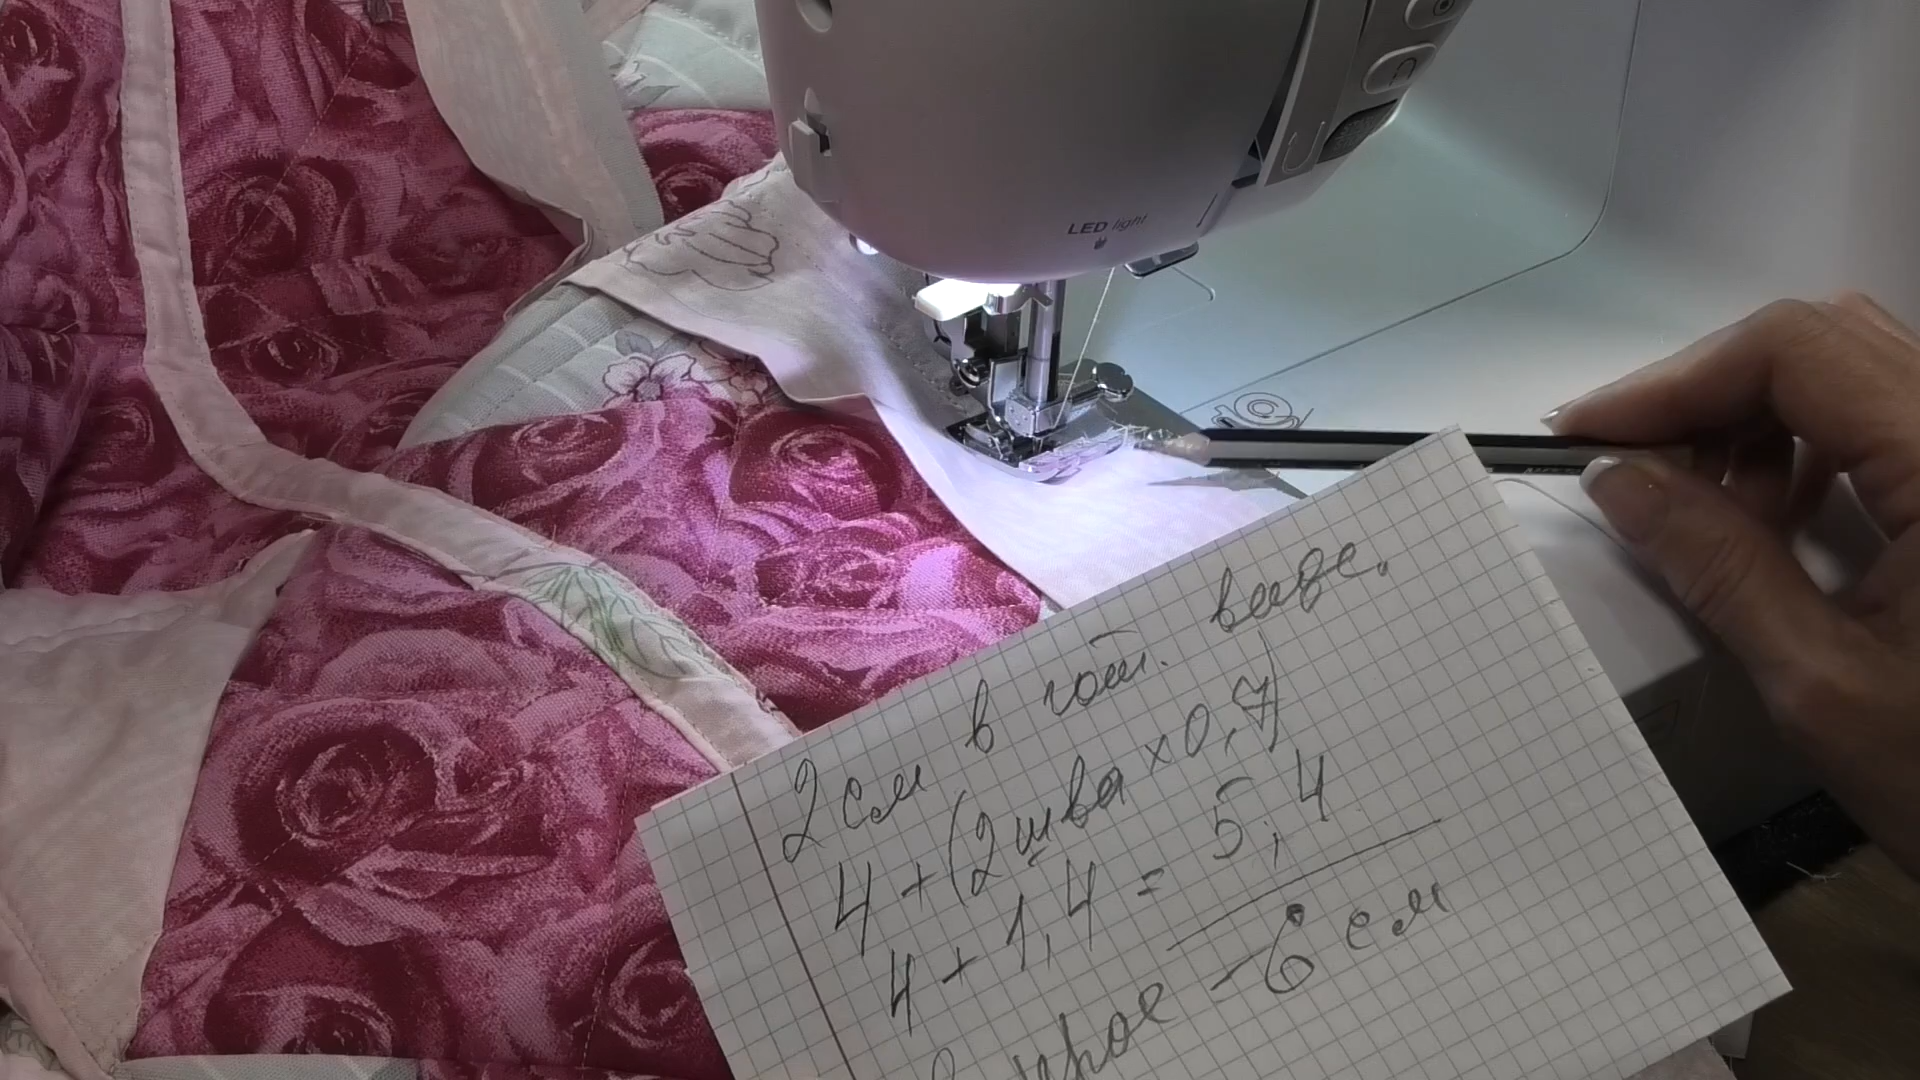 LED light
2 см в гот. виде.
4 + (2 шва × 0,7)
4 + 1,4 = 5,4
- 6 см